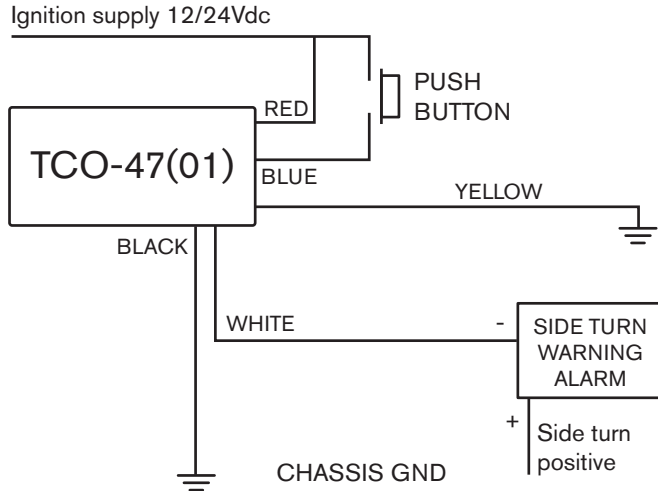 Ignition supply 12/24Vdc
PUSH
BUTTON
RED
TCO-47(01)
BLUE
YELLOW
BLACK
WHITE
-
SIDE TURN
WARNING
ALARM
+
Side turn
positive
CHASSIS GND